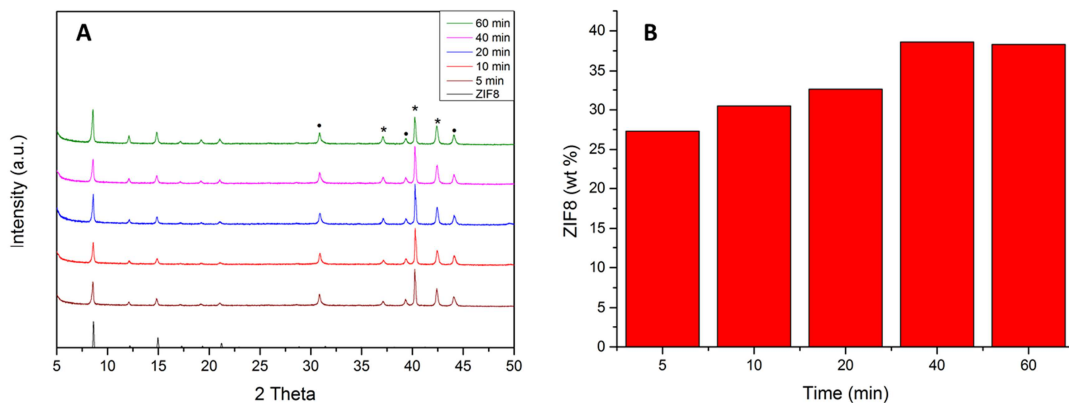 A
60 min
40 min
20 min
10 min
5 min
ZIF8
* * *
• • •
Intensity (a.u.)
5 10 15 20 25 30 35 40 45 50
2 Theta
B
40
35
30
25
20
15
10
5
0
ZIF8 (wt %)
5 10 20 40 60
Time (min)